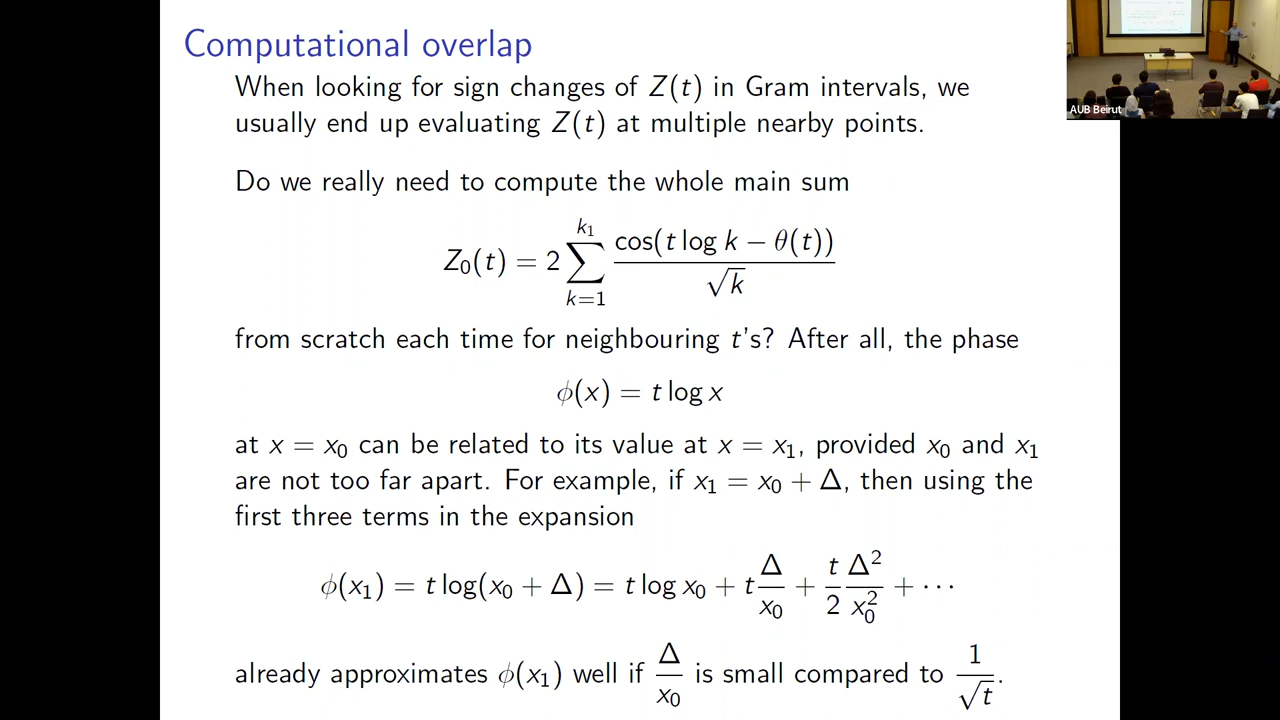 Computational overlap
When looking for sign changes of Z(t) in Gram intervals, we
usually end up evaluating Z(t) at multiple nearby points.
Do we really need to compute the whole main sum
Z₀(t) = 2 ∑_{k=1}^{k₁} cos(t log k − θ(t)) / √k
from scratch each time for neighbouring t's? After all, the phase
ϕ(x) = t log x
at x = x₀ can be related to its value at x = x₁, provided x₀ and x₁
are not too far apart. For example, if x₁ = x₀ + Δ, then using the
first three terms in the expansion
ϕ(x₁) = t log(x₀ + Δ) = t log x₀ + t Δ/x₀ + t/2 Δ²/x₀² + ⋯
already approximates ϕ(x₁) well if Δ/x₀ is small compared to 1/√t.
AUB Beirut